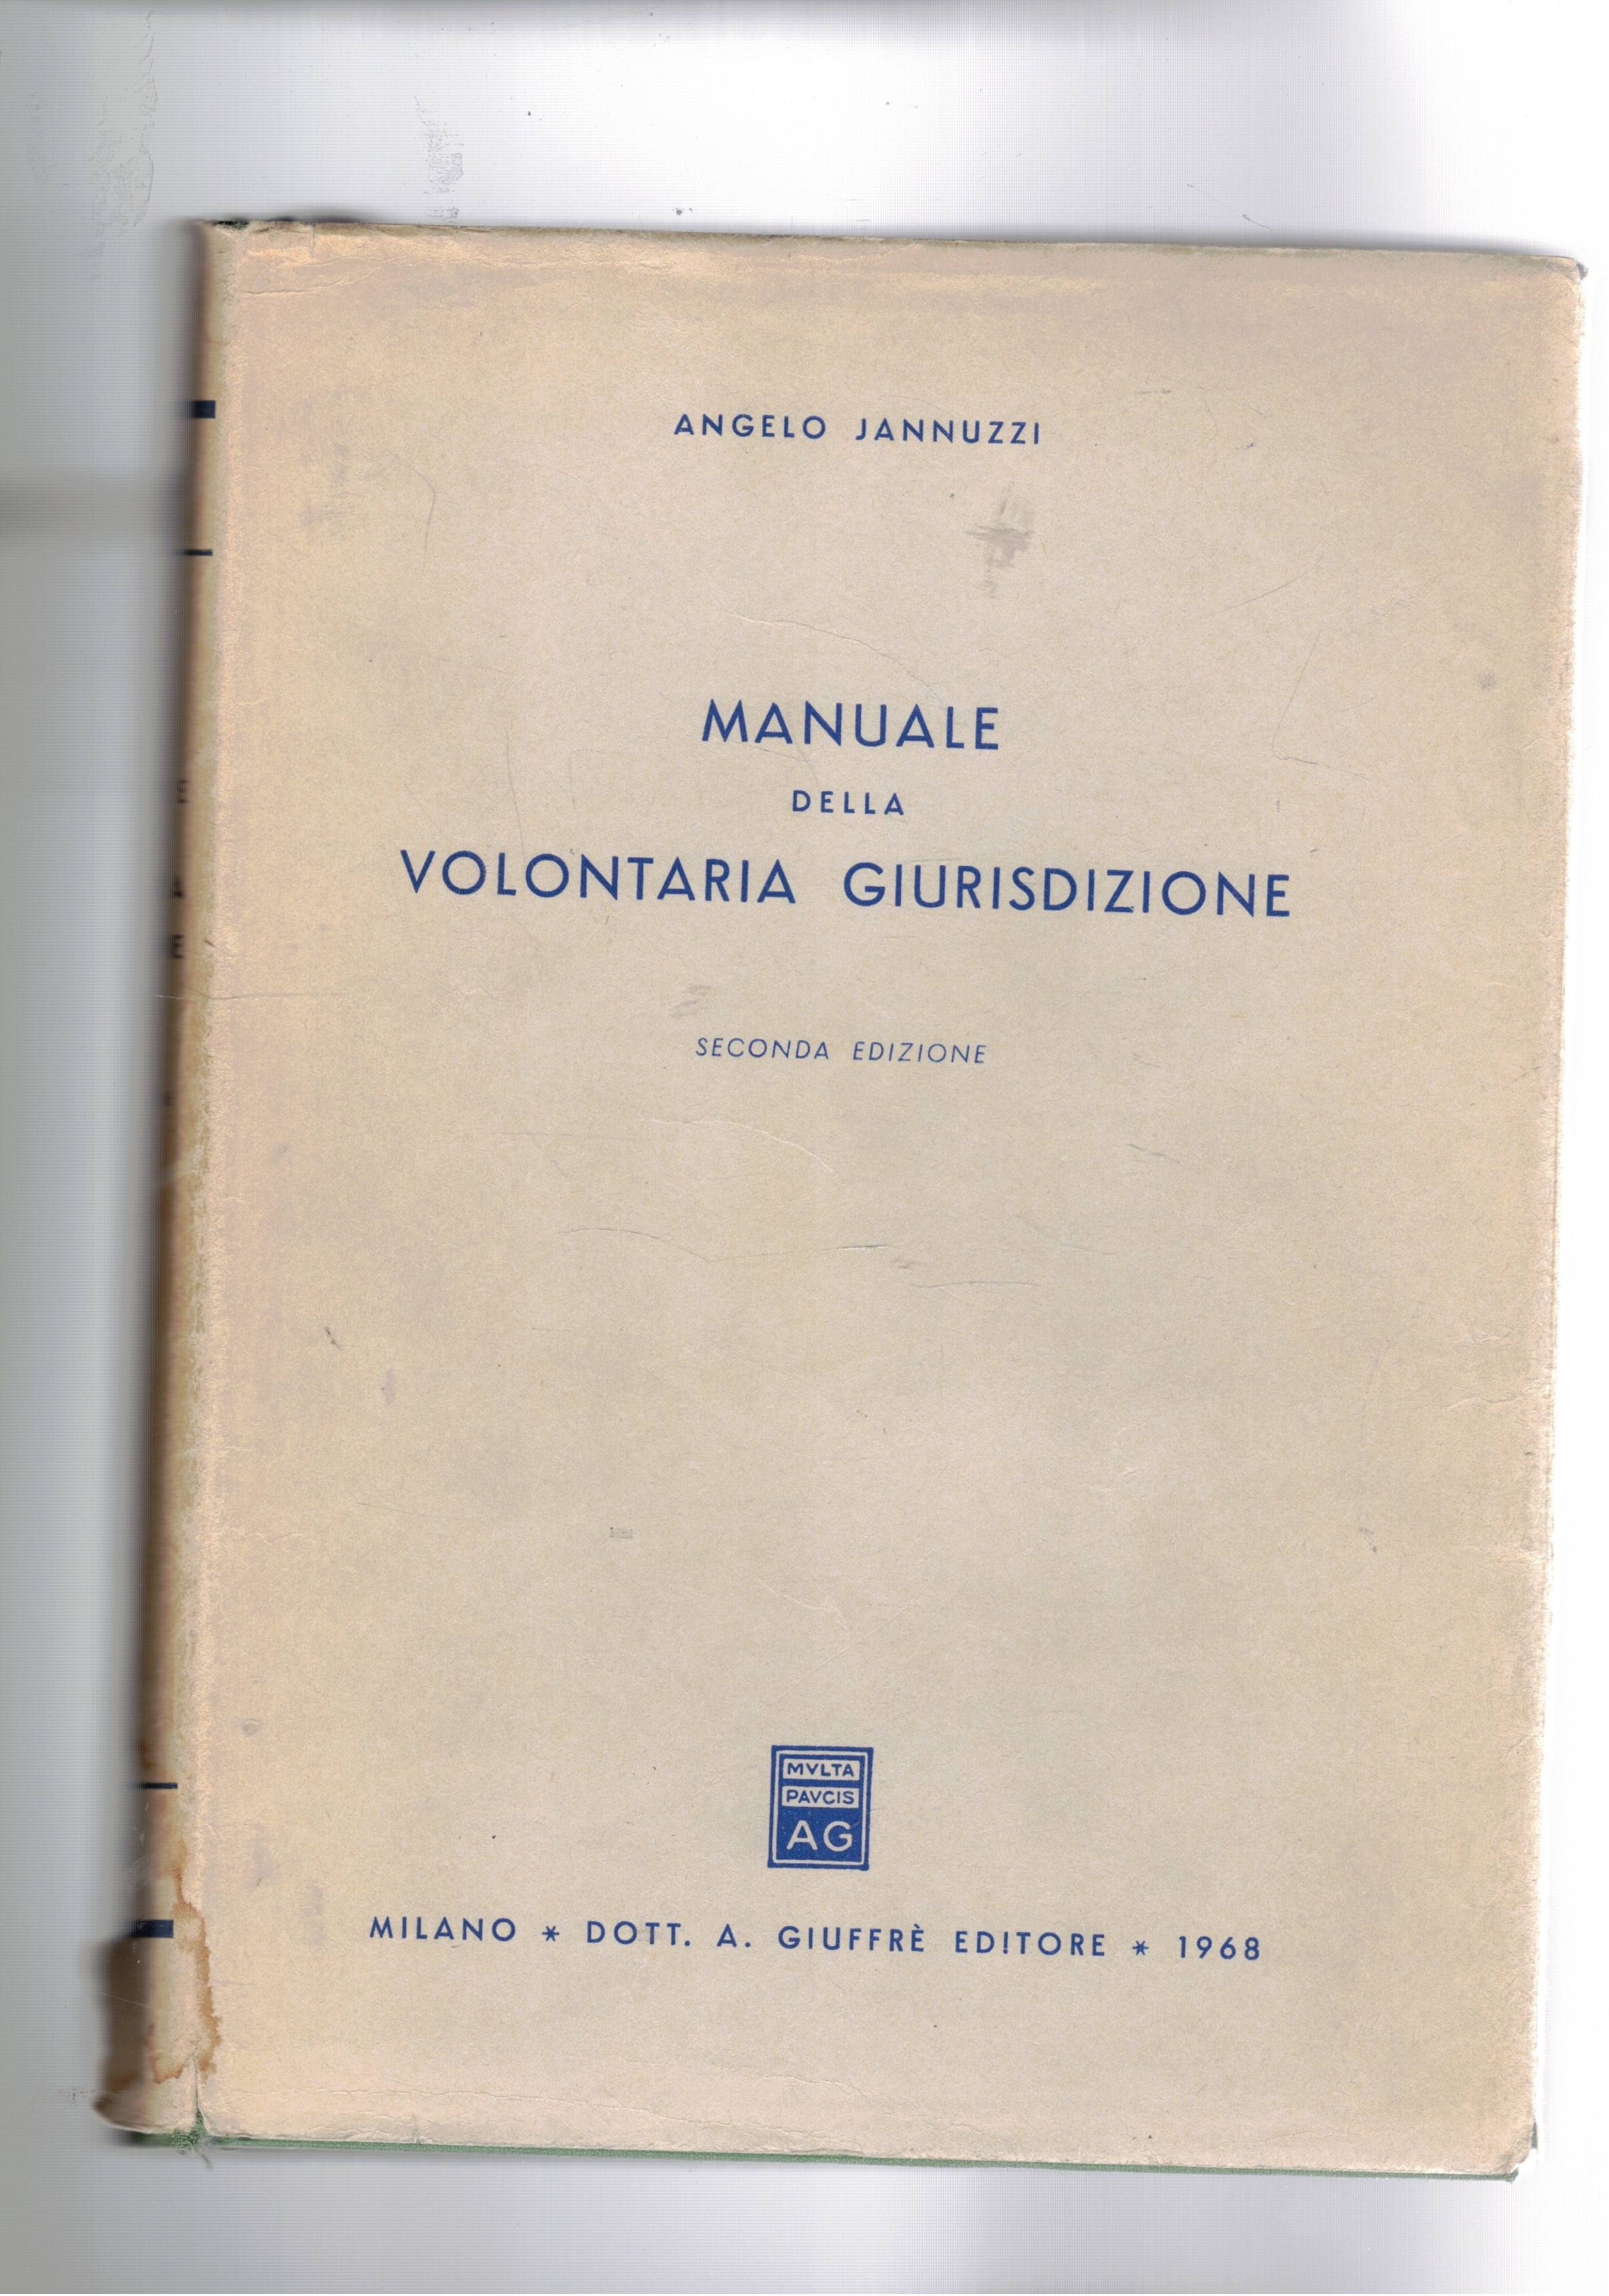 ANGELO JANNUZZI
MANUALE
DELLA
VOLONTARIA GIURISDIZIONE
SECONDA EDIZIONE
MVLTA
PAVCIS
AG
MILANO * DOTT. A. GIUFFRÈ EDITORE * 1968